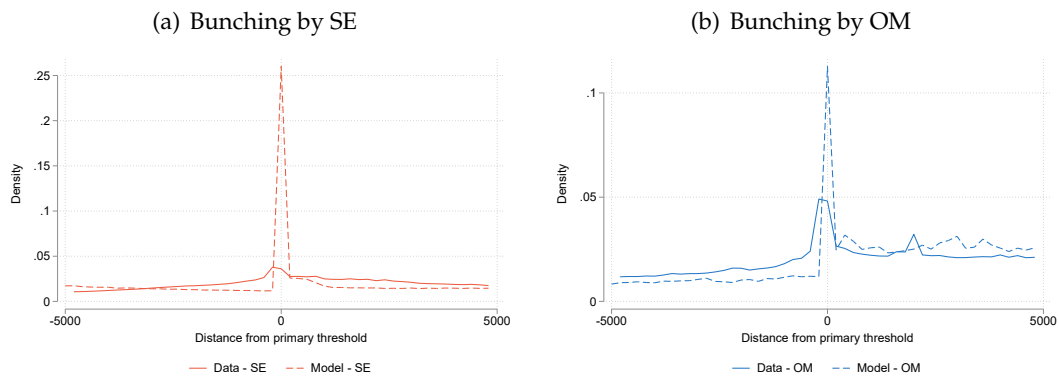 (a) Bunching by SE
.25
.2
.15
.1
.05
0
Density
-5000
0
5000
Distance from primary threshold
Data - SE
Model - SE
(b) Bunching by OM
.1
.05
0
Density
-5000
0
5000
Distance from primary threshold
Data - OM
Model - OM